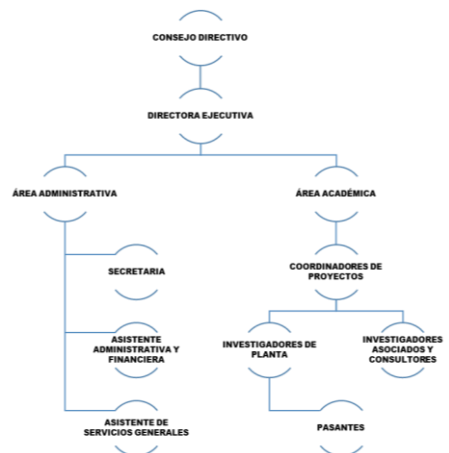 CONSEJO DIRECTIVO
DIRECTORA EJECUTIVA
ÁREA ADMINISTRATIVA
ÁREA ACADÉMICA
SECRETARIA
COORDINADORES DE
PROYECTOS
ASISTENTE
ADMINISTRATIVA Y
FINANCIERA
INVESTIGADORES DE
PLANTA
INVESTIGADORES
ASOCIADOS Y
CONSULTORES
ASISTENTE DE
SERVICIOS GENERALES
PASANTES